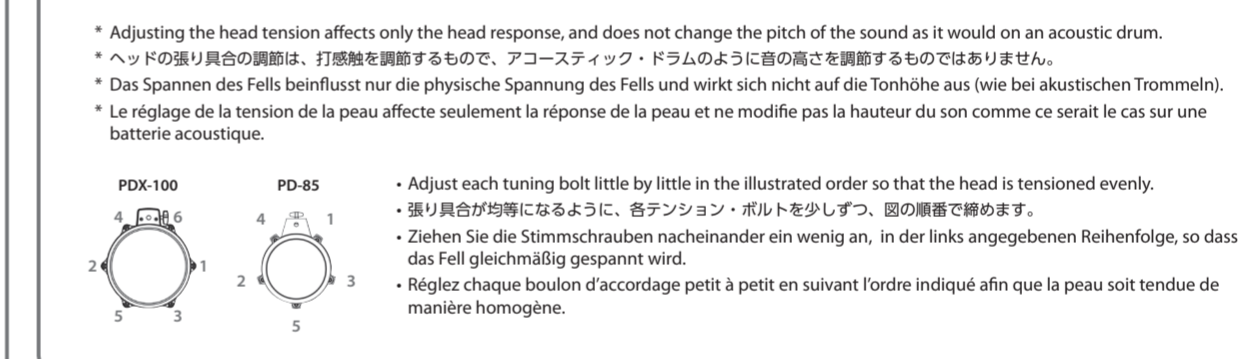 * Adjusting the head tension affects only the head response, and does not change the pitch of the sound as it would on an acoustic drum.
* ヘッドの張り具合の調節は、打感触を調節するもので、アコースティック・ドラムのように音の高さを調節するものではありません。
* Das Spannen des Fells beinflusst nur die physische Spannung des Fells und wirkt sich nicht auf die Tonhöhe aus (wie bei akustischen Trommeln).
* Le réglage de la tension de la peau affecte seulement la réponse de la peau et ne modifie pas la hauteur du son comme ce serait le cas sur une
batterie acoustique.
PDX-100
4 6
2 1
5 3
PD-85
4 1
2 3
5
• Adjust each tuning bolt little by little in the illustrated order so that the head is tensioned evenly.
• 張り具合が均等になるように、各テンション・ボルトを少しずつ、図の順番で締めます。
• Ziehen Sie die Stimmschrauben nacheinander ein wenig an, in der links angegebenen Reihenfolge, so dass
das Fell gleichmäßig gespannt wird.
• Réglez chaque boulon d'accordage petit à petit en suivant l'ordre indiqué afin que la peau soit tendue de
manière homogène.